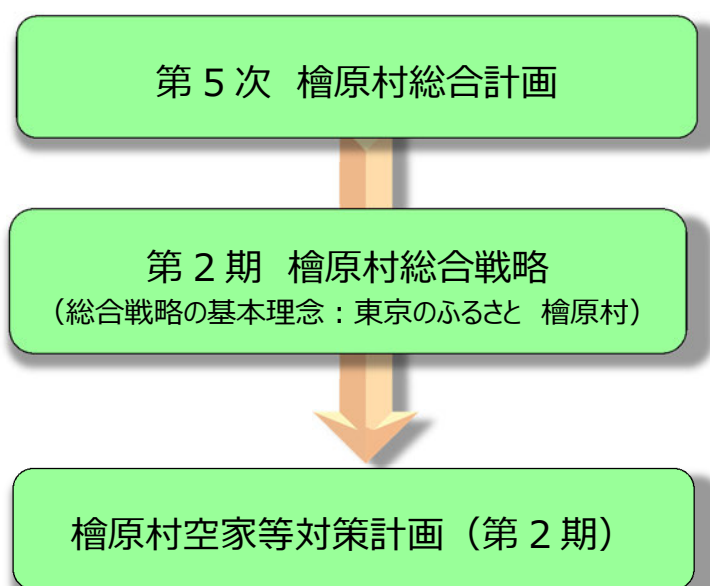 第5次 檜原村総合計画
第2期 檜原村総合戦略
（総合戦略の基本理念：東京のふるさと 檜原村）
檜原村空家等対策計画（第2期）